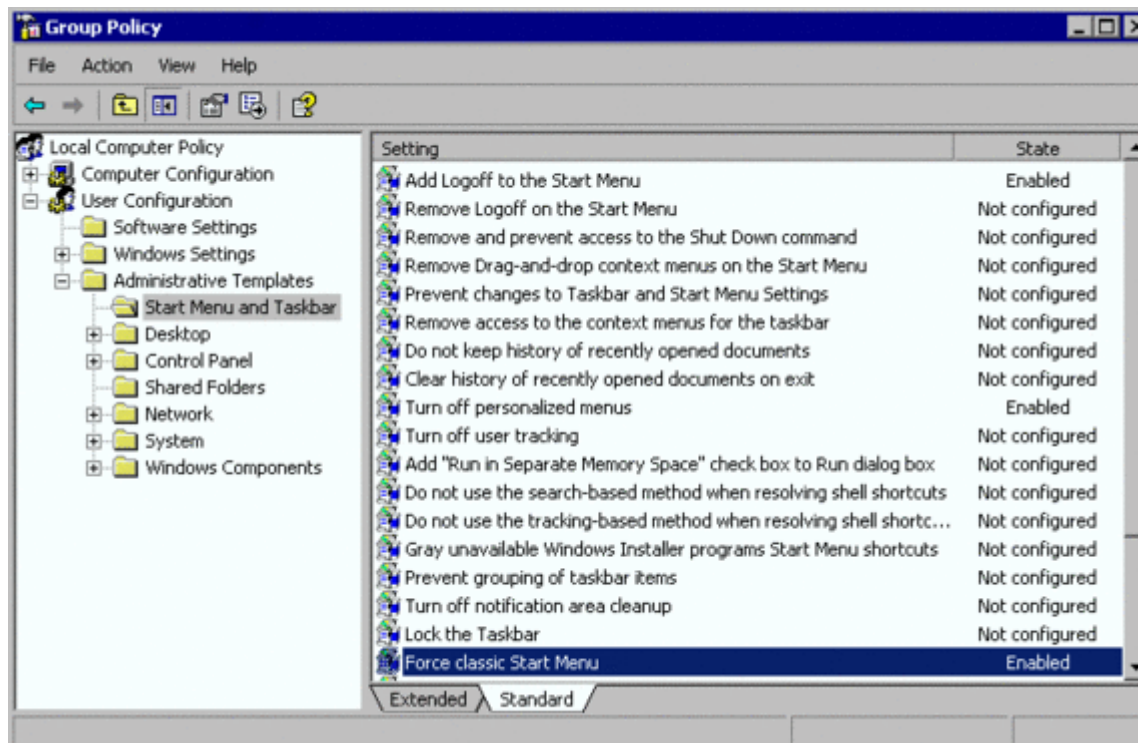 Group Policy
File Action View Help
Local Computer Policy
Computer Configuration
User Configuration
Software Settings
Windows Settings
Administrative Templates
Start Menu and Taskbar
Desktop
Control Panel
Shared Folders
Network
System
Windows Components
Setting State
Add Logoff to the Start Menu Enabled
Remove Logoff on the Start Menu Not configured
Remove and prevent access to the Shut Down command Not configured
Remove Drag-and-drop context menus on the Start Menu Not configured
Prevent changes to Taskbar and Start Menu Settings Not configured
Remove access to the context menus for the taskbar Not configured
Do not keep history of recently opened documents Not configured
Clear history of recently opened documents on exit Not configured
Turn off personalized menus Enabled
Turn off user tracking Not configured
Add "Run in Separate Memory Space" check box to Run dialog box Not configured
Do not use the search-based method when resolving shell shortcuts Not configured
Do not use the tracking-based method when resolving shell shortc... Not configured
Gray unavailable Windows Installer programs Start Menu shortcuts Not configured
Prevent grouping of taskbar items Not configured
Turn off notification area cleanup Not configured
Lock the Taskbar Not configured
Force classic Start Menu Enabled
Extended Standard